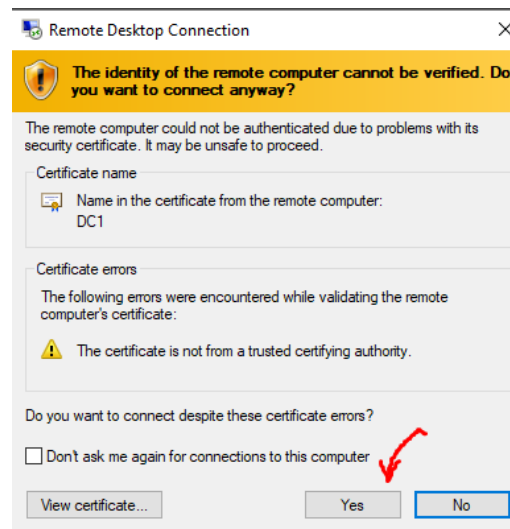 Remote Desktop Connection
The identity of the remote computer cannot be verified. Do
you want to connect anyway?
The remote computer could not be authenticated due to problems with its
security certificate. It may be unsafe to proceed.
Certificate name
Name in the certificate from the remote computer:
DC1
Certificate errors
The following errors were encountered while validating the remote
computer's certificate:
The certificate is not from a trusted certifying authority.
Do you want to connect despite these certificate errors?
Don't ask me again for connections to this computer
View certificate...
Yes
No